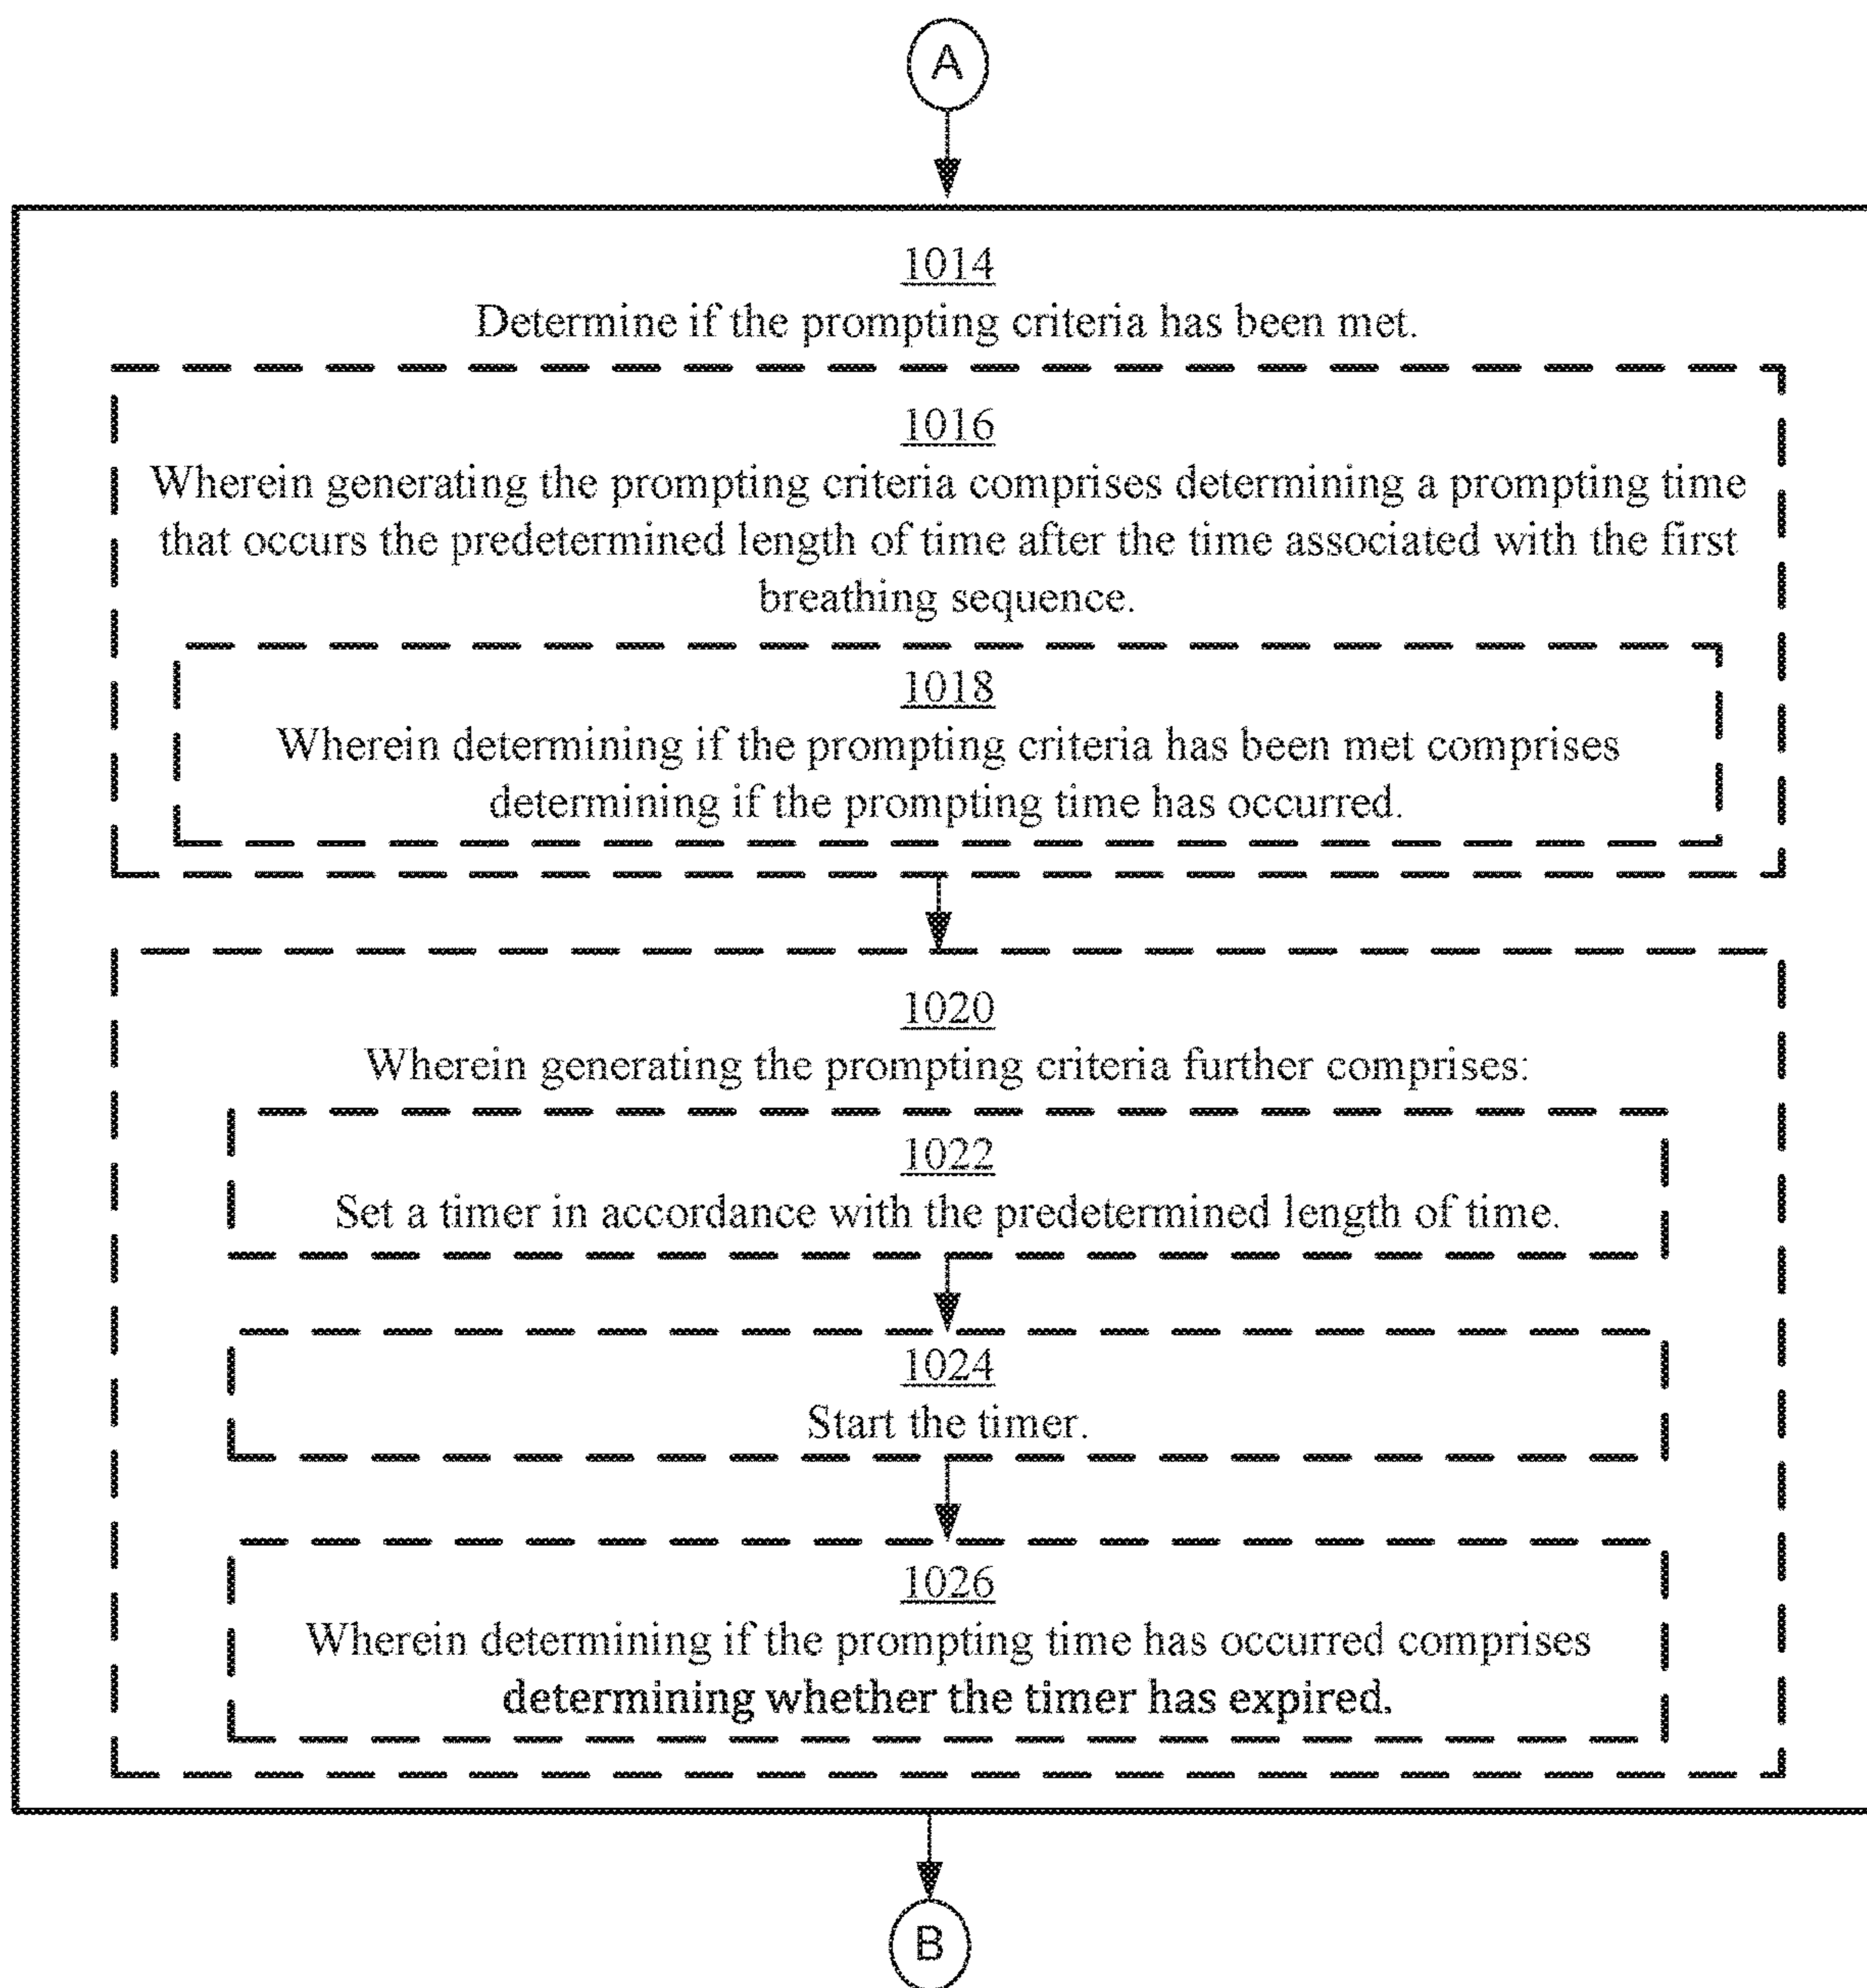 A
1014
Determine if the prompting criteria has been met.
1016
Wherein generating the prompting criteria comprises determining a prompting time
that occurs the predetermined length of time after the time associated with the first
breathing sequence.
1018
Wherein determining if the prompting criteria has been met comprises
determining if the prompting time has occurred.
1020
Wherein generating the prompting criteria further comprises:
1022
Set a timer in accordance with the predetermined length of time.
1024
Start the timer.
1026
Wherein determining if the prompting time has occurred comprises
determining whether the timer has expired.
B